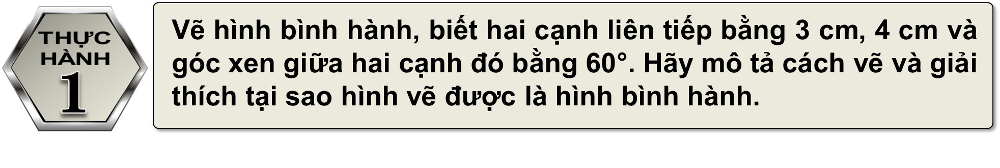 THỰC
HÀNH
1
Vẽ hình bình hành, biết hai cạnh liên tiếp bằng 3 cm, 4 cm và
góc xen giữa hai cạnh đó bằng 60°. Hãy mô tả cách vẽ và giải
thích tại sao hình vẽ được là hình bình hành.